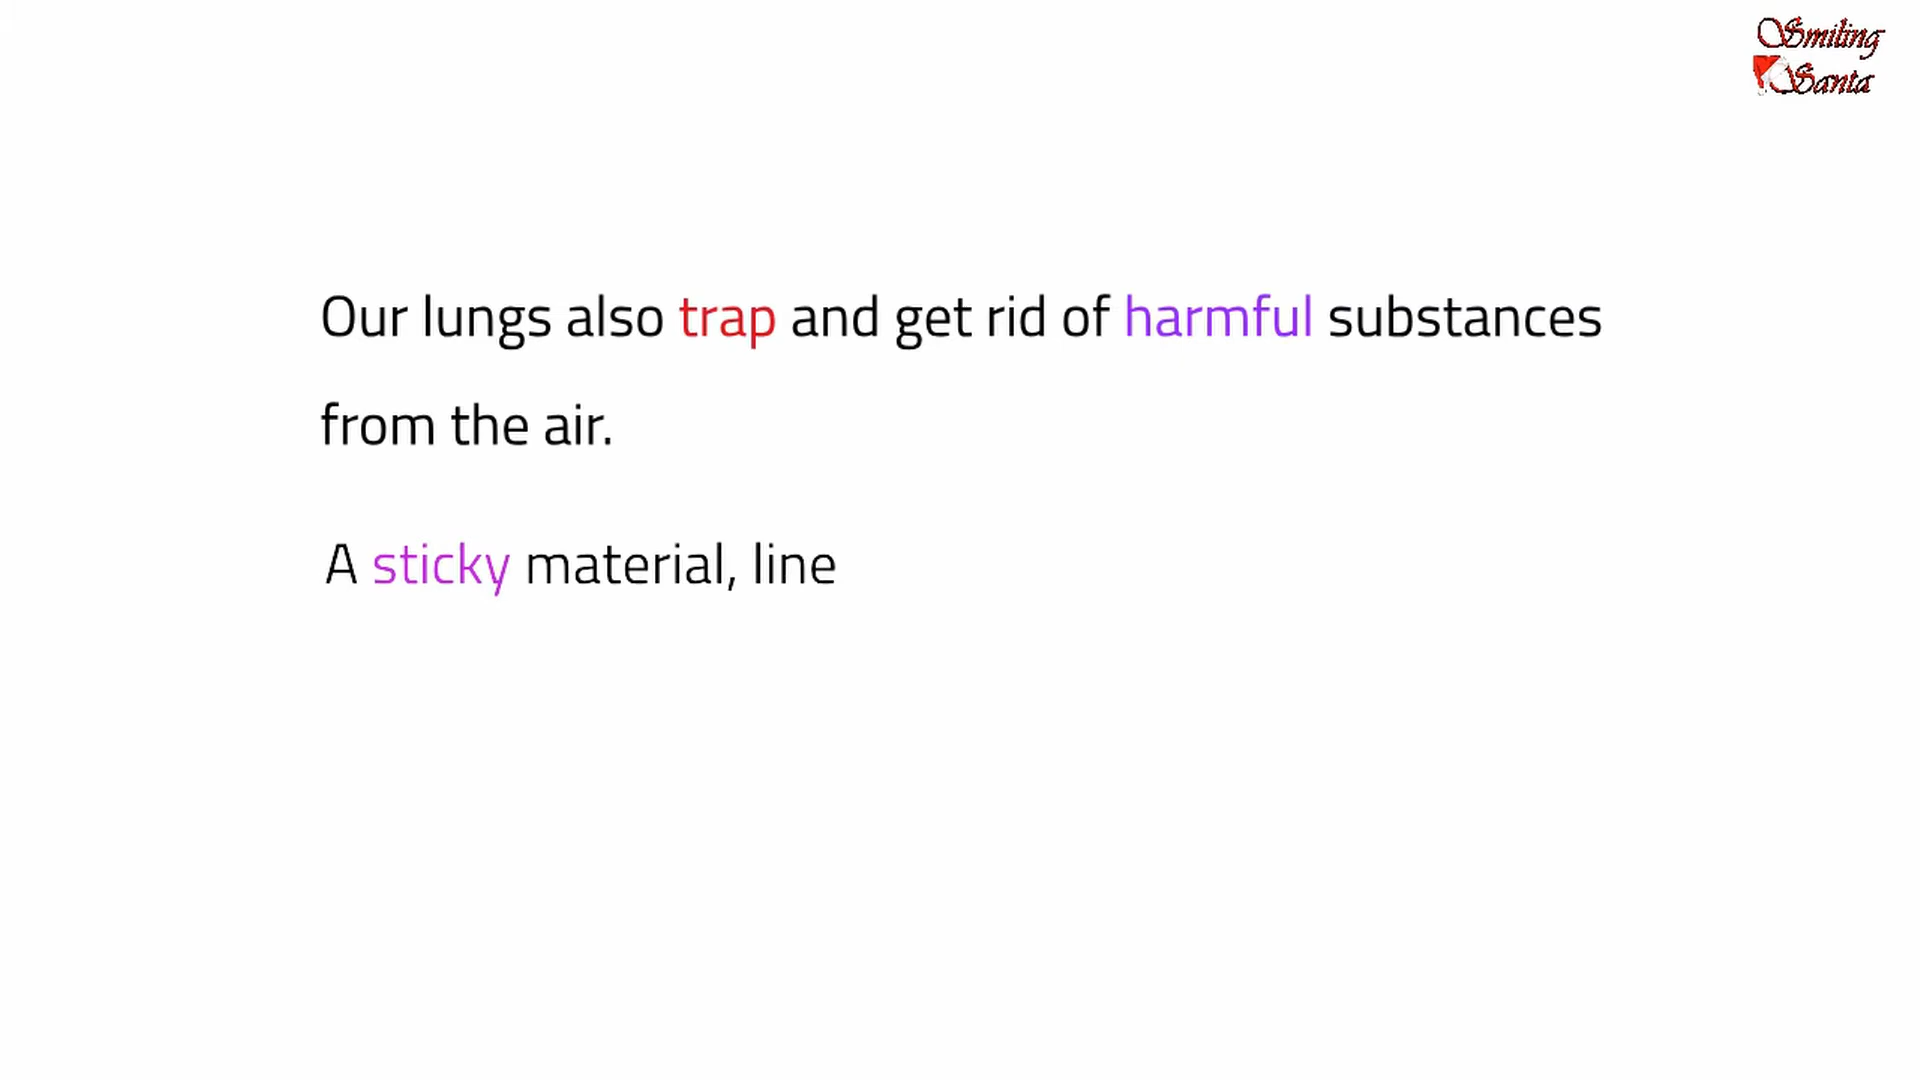 Smiling
Santa
Our lungs also trap and get rid of harmful substances
from the air.
A sticky material, line